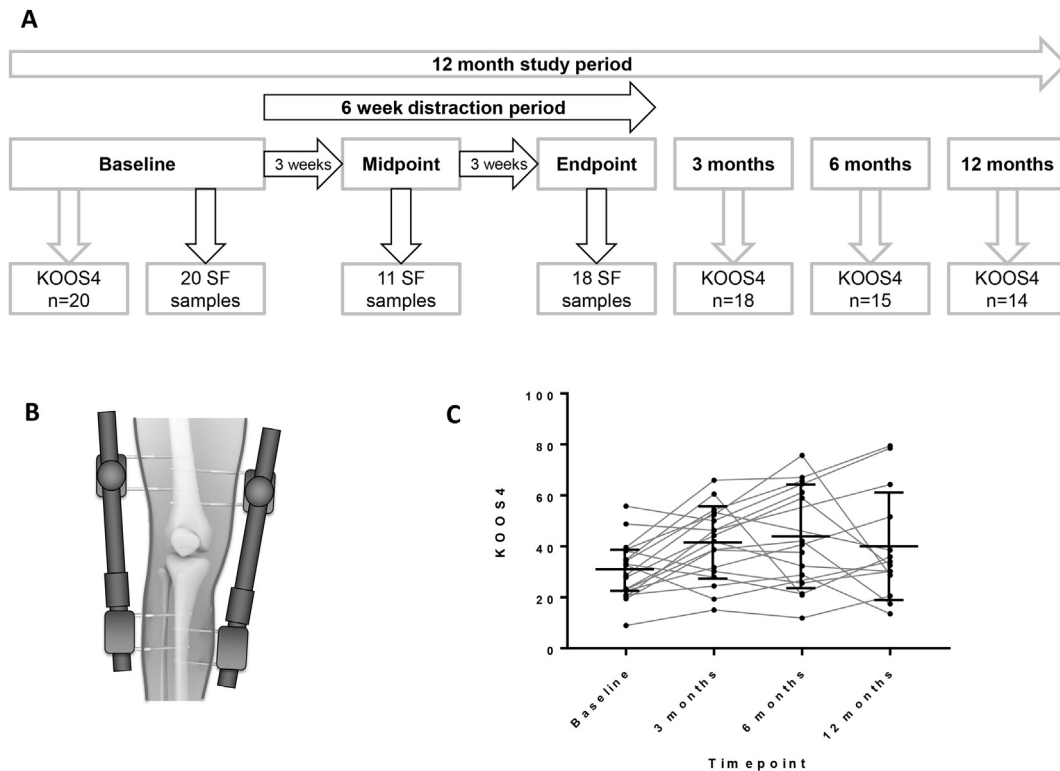 A
12 month study period
6 week distraction period
Baseline
3 weeks
Midpoint
3 weeks
Endpoint
3 months
6 months
12 months
KOOS4
n=20
20 SF
samples
11 SF
samples
18 SF
samples
KOOS4
n=18
KOOS4
n=15
KOOS4
n=14
B
C
100
80
60
40
20
0
KOOS4
Baseline
3 months
6 months
12 months
Timepoint